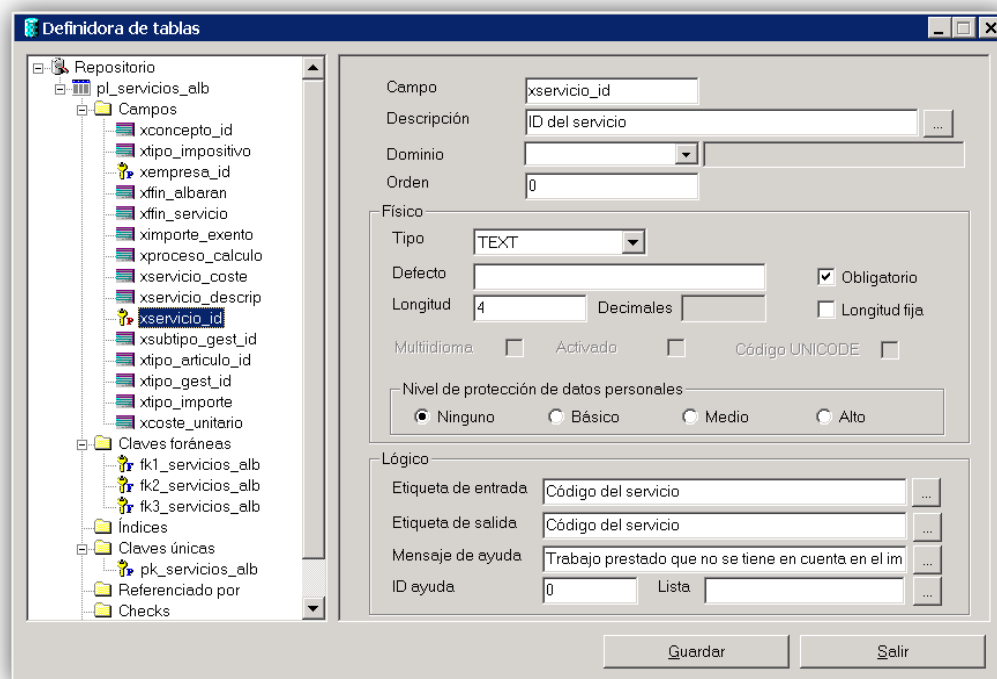 Definidora de tablas
Repositorio
pl_servicios_alb
Campos
xconcepto_id
xtipo_impositivo
xempresa_id
xffin_albaran
xffin_servicio
ximporte_exento
xproceso_calculo
xservicio_coste
xservicio_descrip
xservicio_id
xsubtipo_gest_id
xtipo_articulo_id
xtipo_gest_id
xtipo_importe
xcoste_unitario
Claves foráneas
fk1_servicios_alb
fk2_servicios_alb
fk3_servicios_alb
Índices
Claves únicas
pk_servicios_alb
Referenciado por
Checks
Campo xservicio_id
Descripción ID del servicio ...
Dominio
Orden 0
Físico
Tipo TEXT
Defecto Obligatorio
Longitud 4 Decimales Longitud fija
Multiidioma Activado Código UNICODE
Nivel de protección de datos personales
Ninguno Básico Medio Alto
Lógico
Etiqueta de entrada Código del servicio ...
Etiqueta de salida Código del servicio ...
Mensaje de ayuda Trabajo prestado que no se tiene en cuenta en el im ...
ID ayuda 0 Lista ...
Guardar Salir